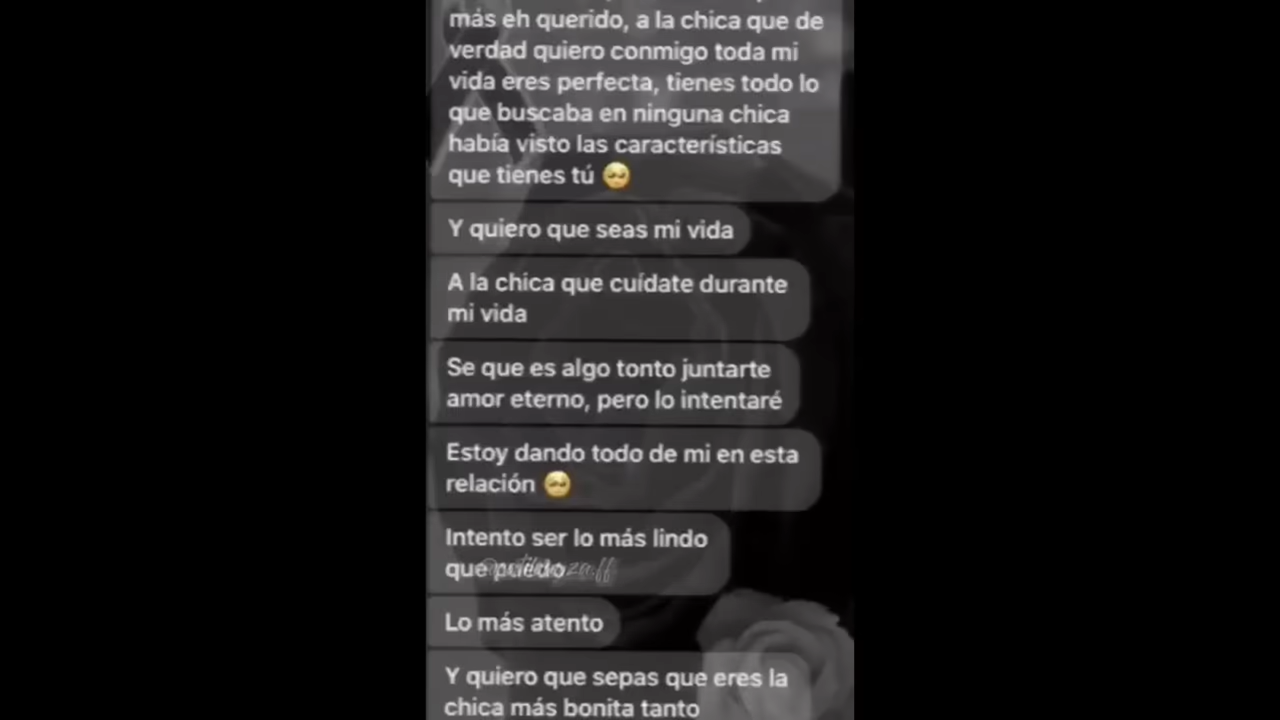 más eh querido, a la chica que de
verdad quiero conmigo toda mi
vida eres perfecta, tienes todo lo
que buscaba en ninguna chica
había visto las características
que tienes tú 🥺
Y quiero que seas mi vida
A la chica que cuídate durante
mi vida
Se que es algo tonto juntarte
amor eterno, pero lo intentaré
Estoy dando todo de mi en esta
relación 🥺
Intento ser lo más lindo
que puedo
Lo más atento
Y quiero que sepas que eres la
chica más bonita tanto